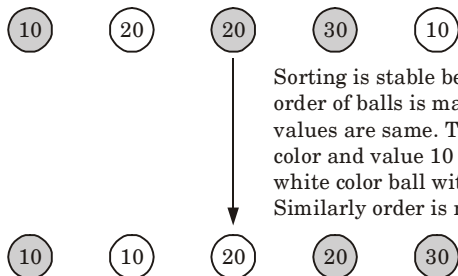 10 20 20 30 10
Sorting is stable be
order of balls is ma
values are same. T
color and value 10
white color ball wit
Similarly order is
10 10 20 20 30